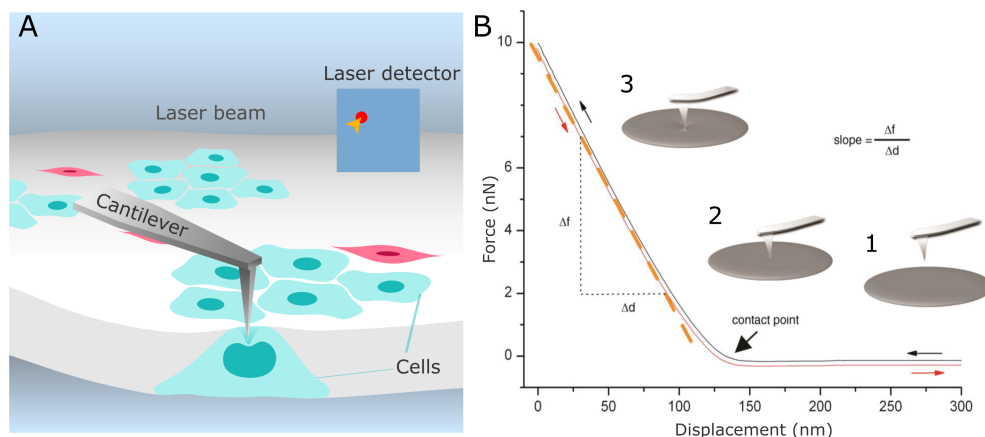 A
Laser detector
Laser beam
Cantilever
Cells
B
Force (nN)
10
8
6
4
2
0
3
slope = Δf
Δd
2
1
Δf
Δd
contact point
0
50
100
150
200
250
300
Displacement (nm)